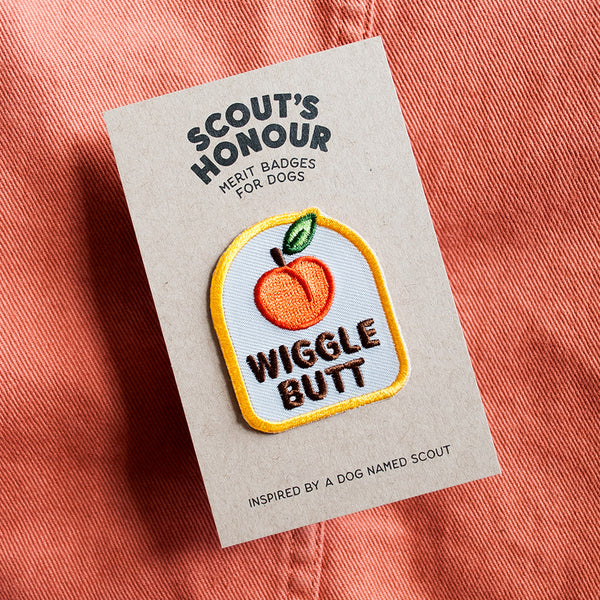 SCOUT'S
HONOUR
MERIT BADGES
FOR DOGS
WIGGLE
BUTT
INSPIRED BY A DOG NAMED SCOUT